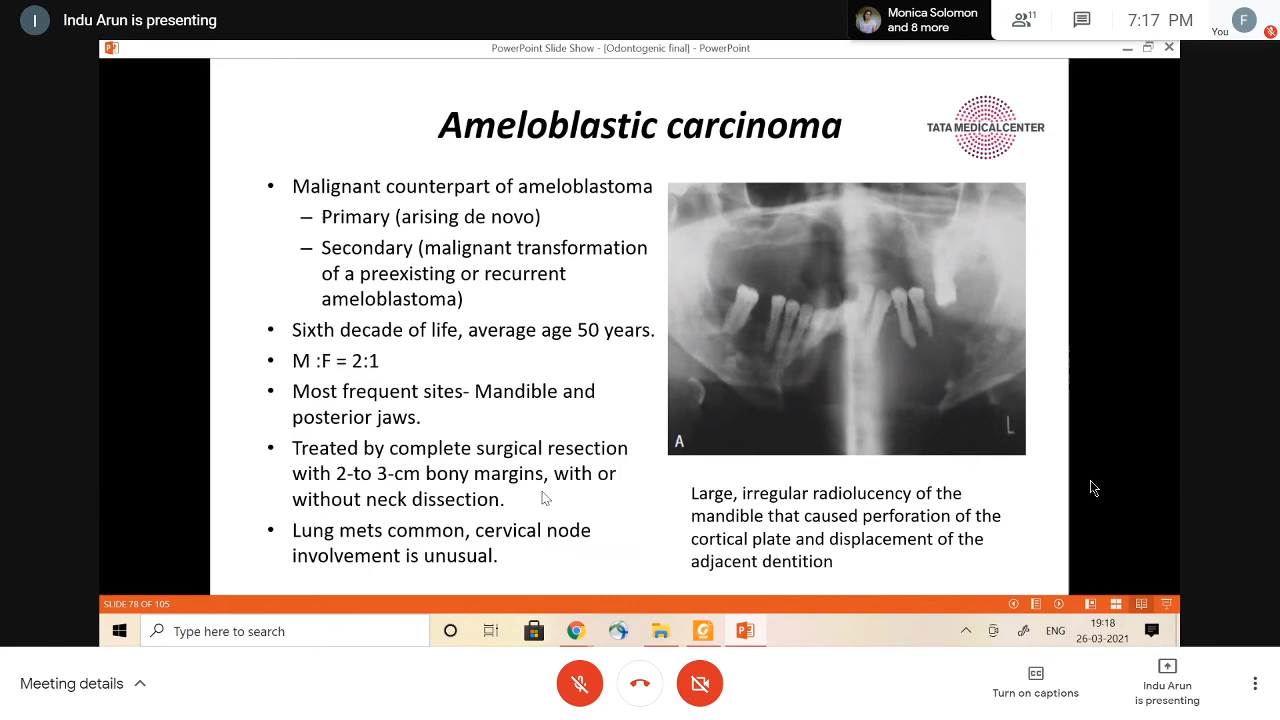 I Indu Arun is presenting
Monica Solomon
and 8 more
11
7:17 PM
F
You
PowerPoint Slide Show - [Odontogenic final] - PowerPoint
Ameloblastic carcinoma
TATA MEDICAL CENTER
• Malignant counterpart of ameloblastoma
– Primary (arising de novo)
– Secondary (malignant transformation
of a preexisting or recurrent
ameloblastoma)
• Sixth decade of life, average age 50 years.
• M :F = 2:1
• Most frequent sites- Mandible and
posterior jaws.
• Treated by complete surgical resection
with 2-to 3-cm bony margins, with or
without neck dissection.
• Lung mets common, cervical node
involvement is unusual.
A
L
Large, irregular radiolucency of the
mandible that caused perforation of the
cortical plate and displacement of the
adjacent dentition
SLIDE 78 OF 105
Type here to search
ENG
19:18
26-03-2021
Meeting details
CC
Turn on captions
Indu Arun
is presenting